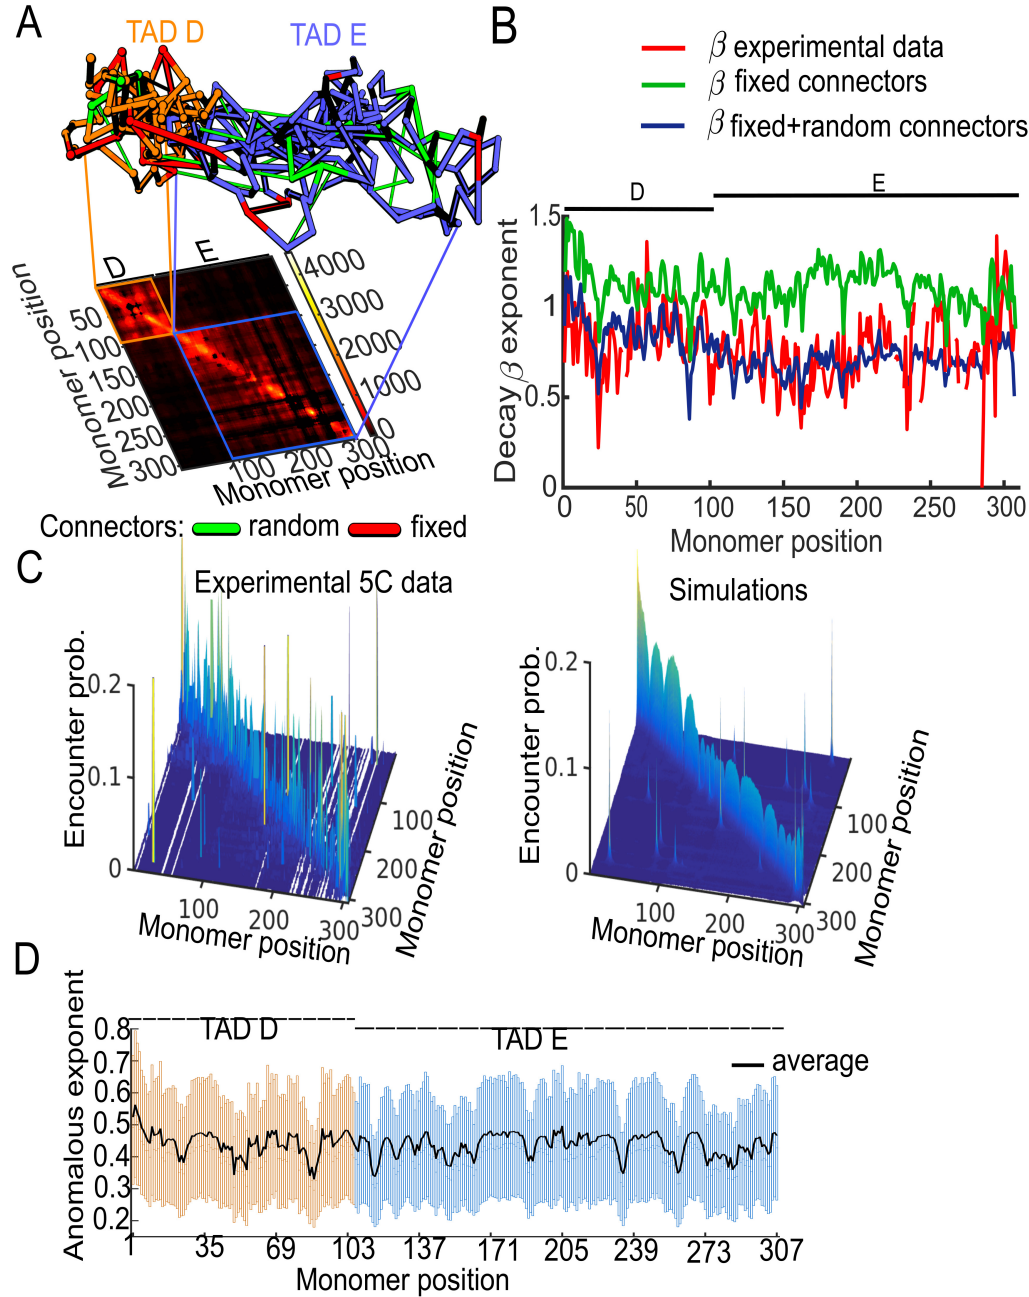 A
TAD D
TAD E
D
E
4000
3000
2000
1000
0
50
100
150
200
250
300
Monomer position
100 200 300
Monomer position
Connectors: random fixed
B
β experimental data
β fixed connectors
β fixed+random connectors
D
E
1.5
1
0.5
0
Decay β exponent
0 50 100 150 200 250 300
Monomer position
C
Experimental 5C data
Encounter prob.
0.2
0.1
0
100
200
300
Monomer position
100
200
300
Monomer position
Simulations
Encounter prob.
0.2
0.1
0
100
200
300
Monomer position
100
200
300
Monomer position
D
TAD D
TAD E
average
Anomalous exponent
0.8
0.7
0.6
0.5
0.4
0.3
0.2
1 35 69 103 137 171 205 239 273 307
Monomer position